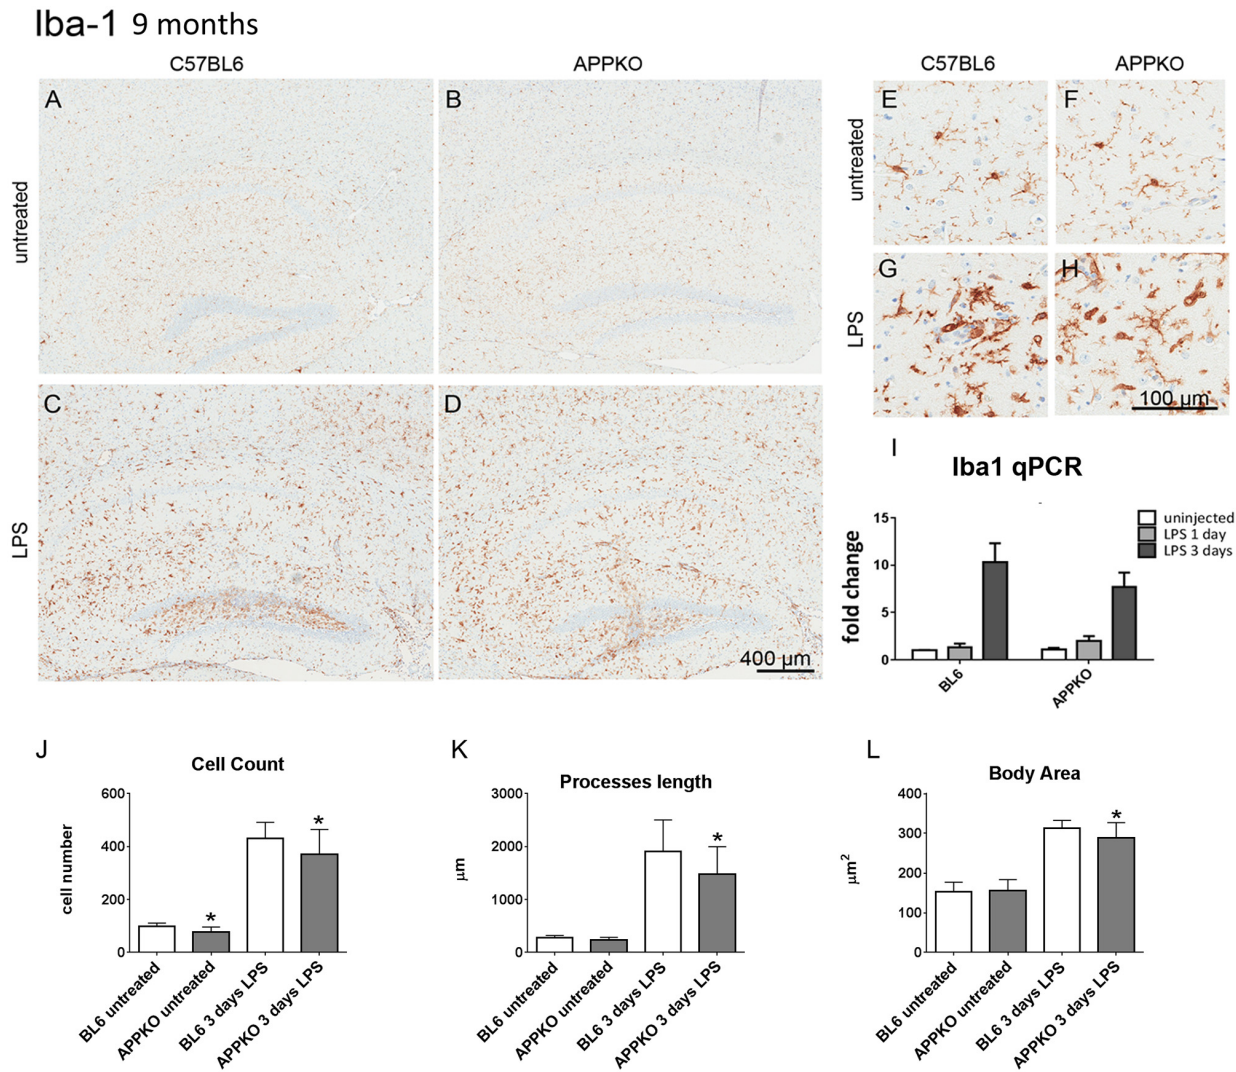 Iba-1 9 months
C57BL6 APPKO
C57BL6 APPKO
A
B
E
F
untreated
untreated
G
H
LPS
100 µm
C
D
LPS
400 µm
I
Iba1 qPCR
fold change
15
10
5
0
uninjected
LPS 1 day
LPS 3 days
BL6
APPKO
J
Cell Count
cell number
600
400
200
0
*
*
BL6 untreated
APPKO untreated
BL6 3 days LPS
APPKO 3 days LPS
K
Processes length
µm
3000
2000
1000
0
*
BL6 untreated
APPKO untreated
BL6 3 days LPS
APPKO 3 days LPS
L
Body Area
µm²
400
300
200
100
0
*
BL6 untreated
APPKO untreated
BL6 3 days LPS
APPKO 3 days LPS